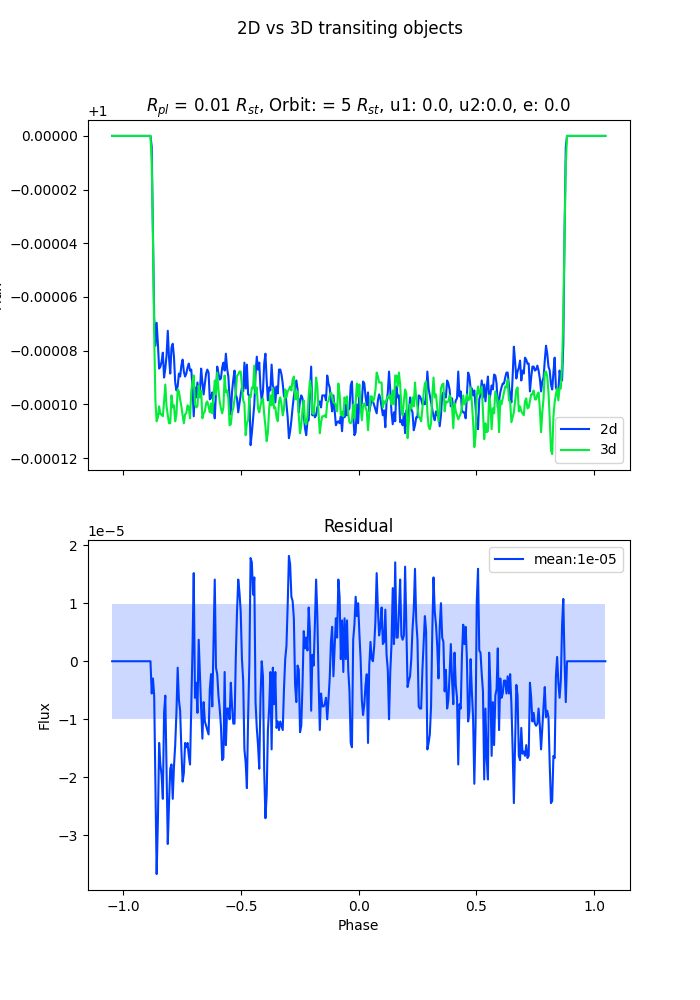 2D vs 3D transiting objects
+1
R_pl = 0.01 R_st, Orbit: = 5 R_st, u1: 0.0, u2:0.0, e: 0.0
0.00000
−0.00002
−0.00004
−0.00006
−0.00008
−0.00010
−0.00012
2d
3d
1e−5
Residual
mean:1e-05
2
1
0
−1
−2
−3
Flux
−1.0 −0.5 0.0 0.5 1.0
Phase